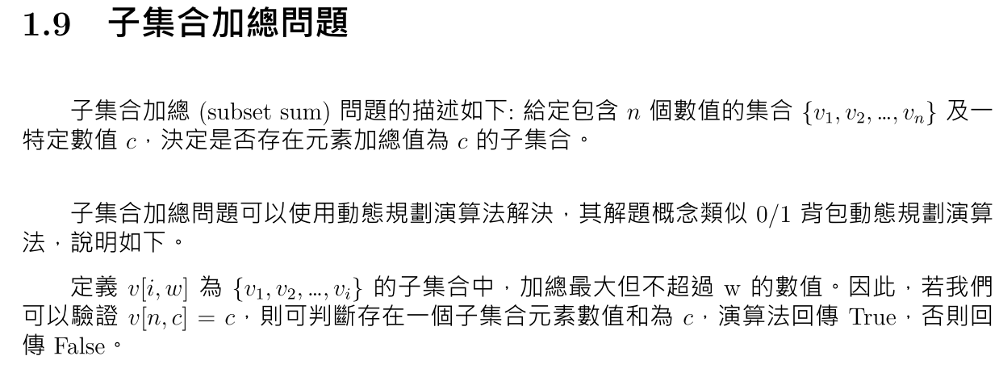 1.9 子集合加總問題
子集合加總 (subset sum) 問題的描述如下: 給定包含 n 個數值的集合 {v₁, v₂, ..., vₙ} 及一
特定數值 c，決定是否存在元素加總值為 c 的子集合。
子集合加總問題可以使用動態規劃演算法解決，其解題概念類似 0/1 背包動態規劃演算
法，說明如下。
定義 v[i, w] 為 {v₁, v₂, ..., vᵢ} 的子集合中，加總最大但不超過 w 的數值。因此，若我們
可以驗證 v[n, c] = c，則可判斷存在一個子集合元素數值和為 c，演算法回傳 True，否則回
傳 False。